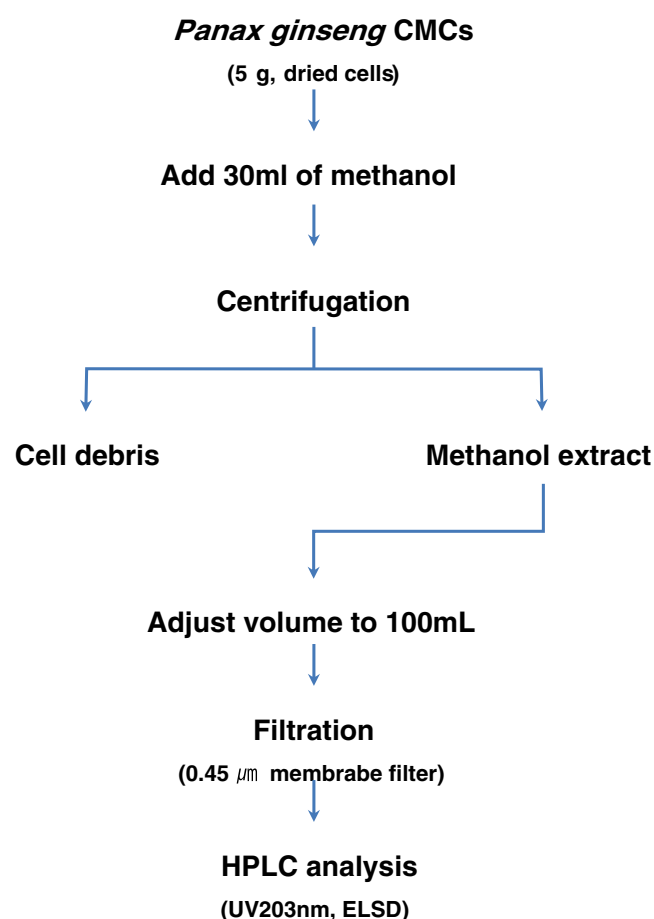 Panax ginseng CMCs
(5 g, dried cells)
Add 30ml of methanol
Centrifugation
Cell debris
Methanol extract
Adjust volume to 100mL
Filtration
(0.45 ㎛ membrabe filter)
HPLC analysis
(UV203nm, ELSD)